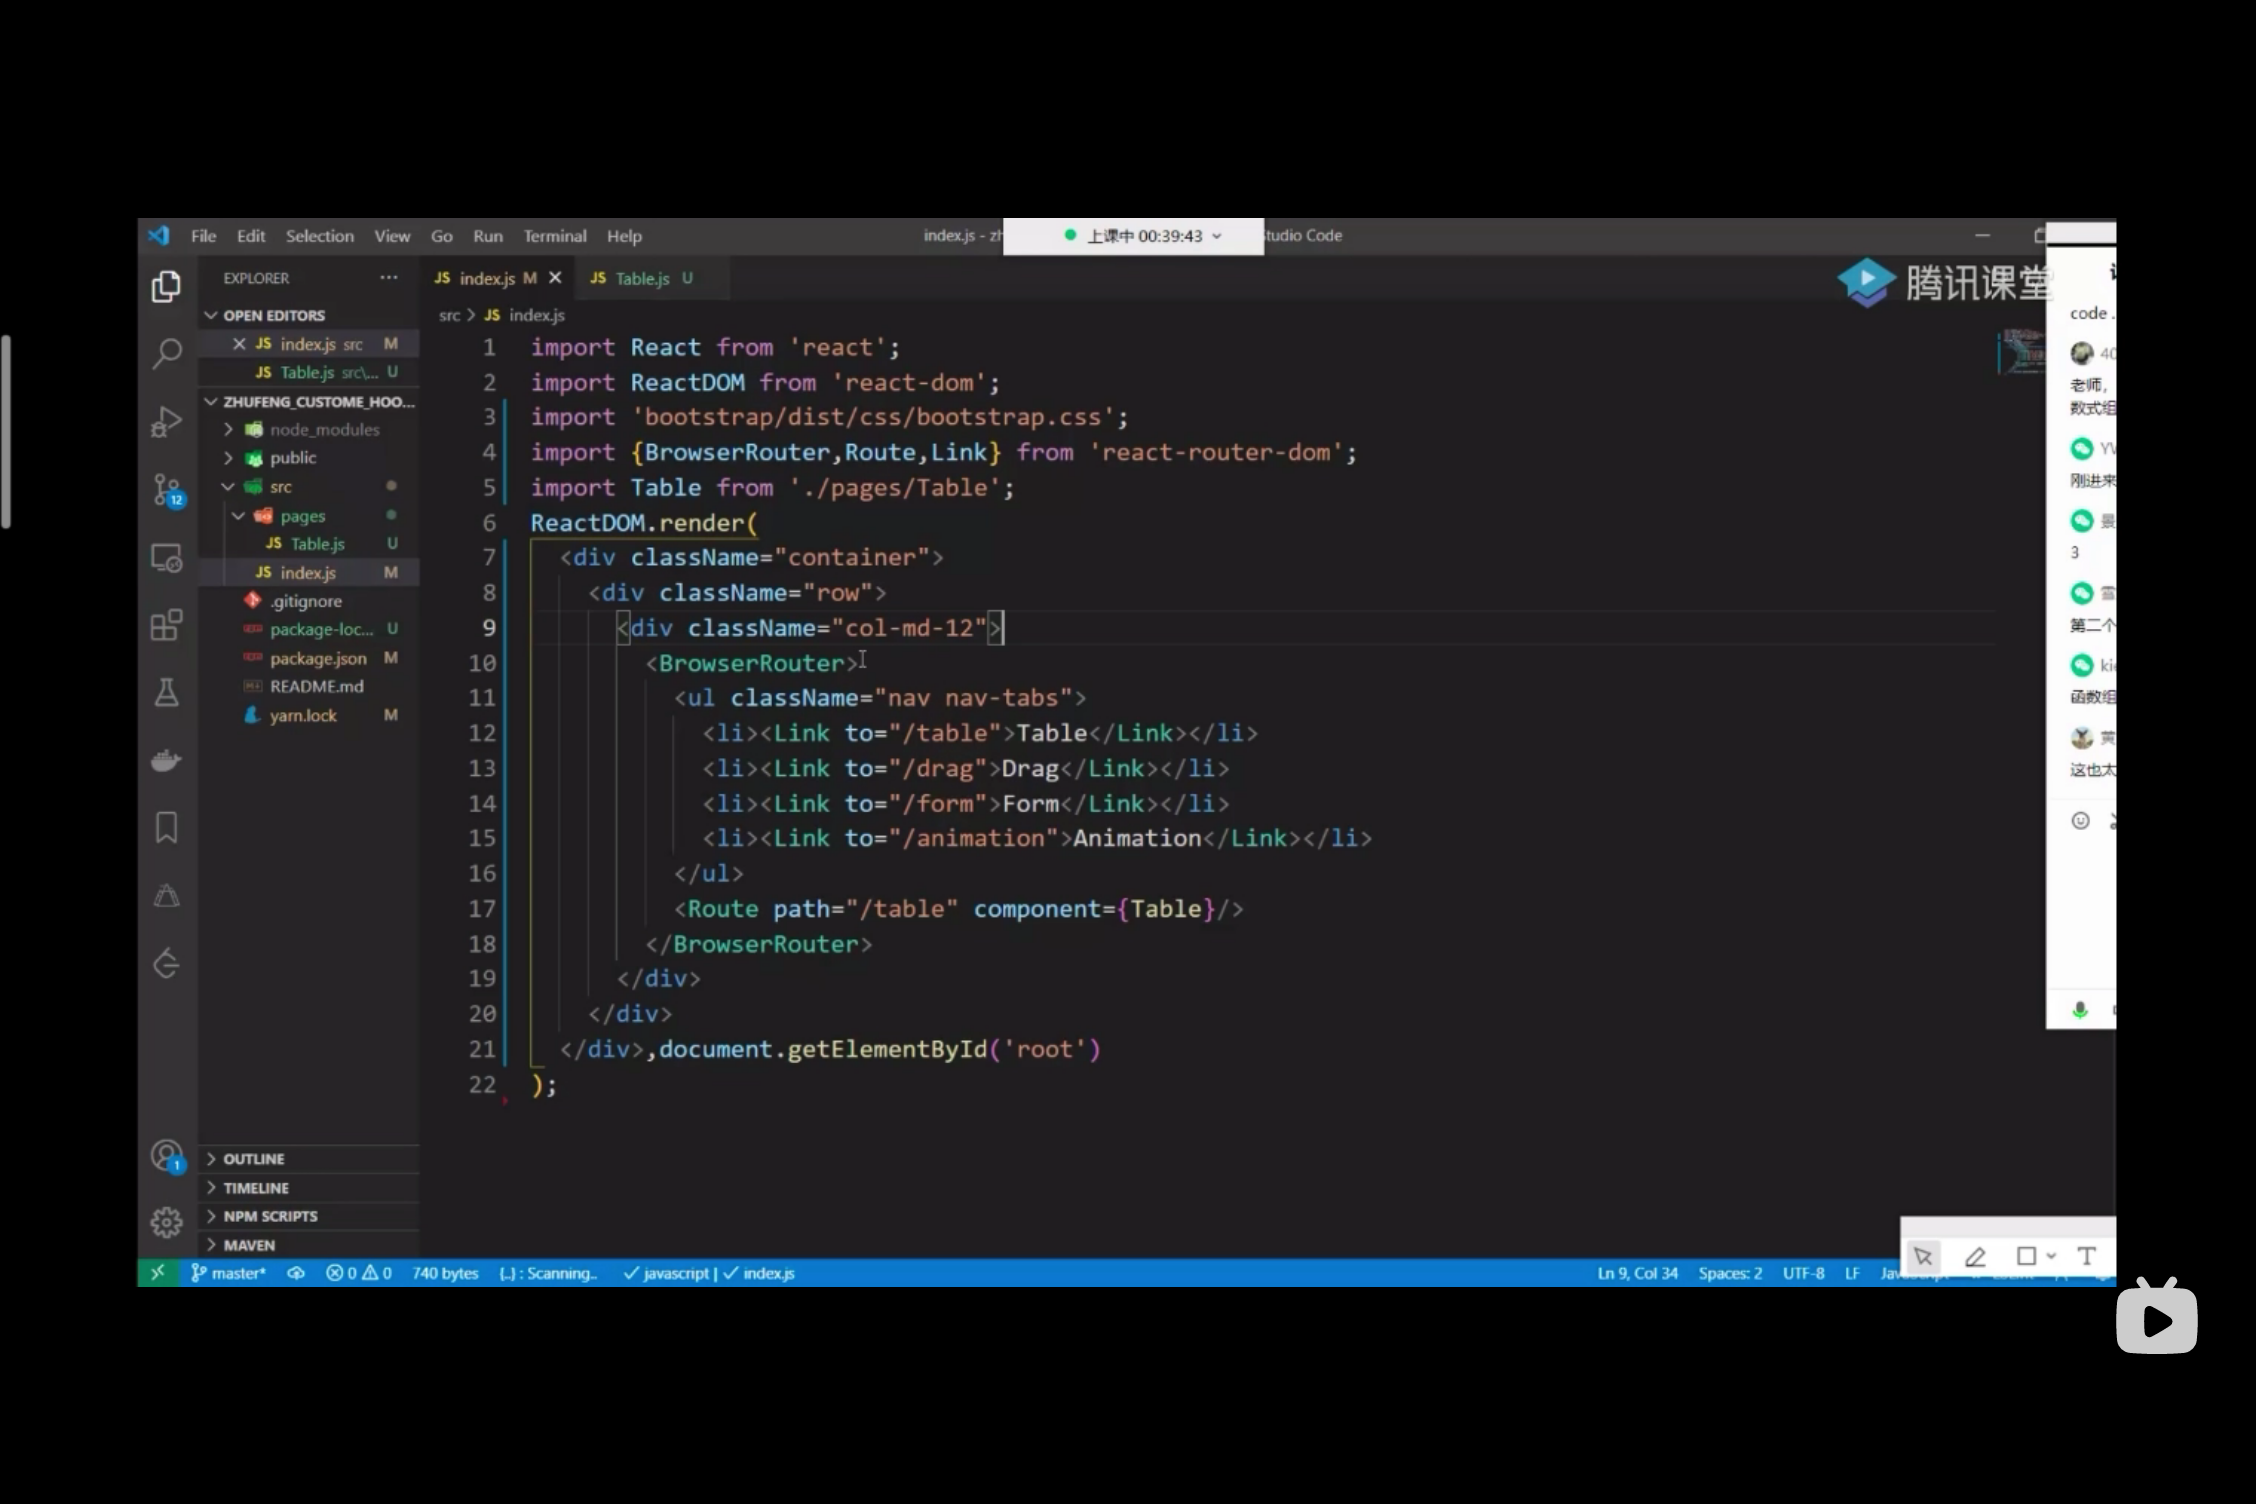 File Edit Selection View Go Run Terminal Help
index.js - zh
上课中 00:39:43
tudio Code
EXPLORER
OPEN EDITORS
JS index.js src M
JS Table.js src\... U
ZHUFENG_CUSTOME_HOO...
node_modules
public
src
pages
JS Table.js U
JS index.js M
.gitignore
package-loc... U
package.json M
README.md
yarn.lock M
OUTLINE
TIMELINE
NPM SCRIPTS
MAVEN
12
1
JS index.js M
JS Table.js U
腾讯课堂
src > JS index.js
1 import React from 'react';
2 import ReactDOM from 'react-dom';
3 import 'bootstrap/dist/css/bootstrap.css';
4 import {BrowserRouter,Route,Link} from 'react-router-dom';
5 import Table from './pages/Table';
6 ReactDOM.render(
7 <div className="container">
8 <div className="row">
9 <div className="col-md-12">
10 <BrowserRouter>
11 <ul className="nav nav-tabs">
12 <li><Link to="/table">Table</Link></li>
13 <li><Link to="/drag">Drag</Link></li>
14 <li><Link to="/form">Form</Link></li>
15 <li><Link to="/animation">Animation</Link></li>
16 </ul>
17 <Route path="/table" component={Table}/>
18 </BrowserRouter>
19 </div>
20 </div>
21 </div>,document.getElementById('root')
22 );
code .
40
老师,
数式组
YV
刚进来
景
3
雪
第二个
kie
函数组
黄
这也太
T
master* 0 0 740 bytes {..} : Scanning.. javascript | index.js
Ln 9, Col 34 Spaces: 2 UTF-8 LF